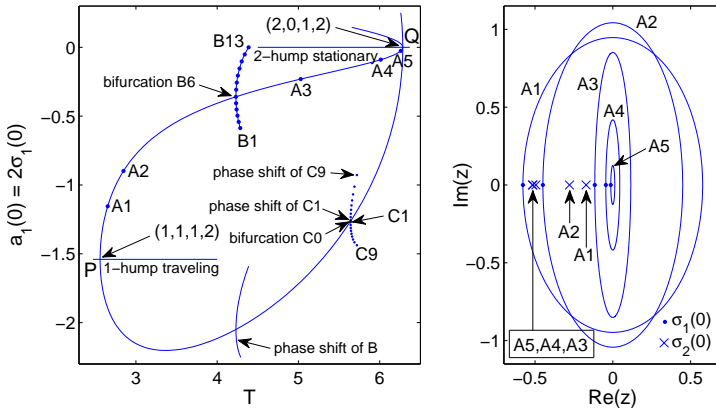 (2,0,1,2)
Q
B13
2-hump stationary
A5
A4
bifurcation B6
A3
B1
A2
phase shift of C9
A1
phase shift of C1
C1
(1,1,1,2)
bifurcation C0
C9
P
1-hump traveling
phase shift of B
0
−0.5
−1
−1.5
−2
a1(0) = 2σ1(0)
3
4
5
6
T
A2
A1
A3
A4
A5
A2
A1
σ1(0)
σ2(0)
A5,A4,A3
1
0.5
0
−0.5
−1
Im(z)
−0.5
0
0.5
Re(z)